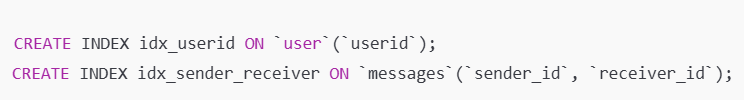 CREATE INDEX idx_userid ON `user`(`userid`);
CREATE INDEX idx_sender_receiver ON `messages`(`sender_id`, `receiver_id`);